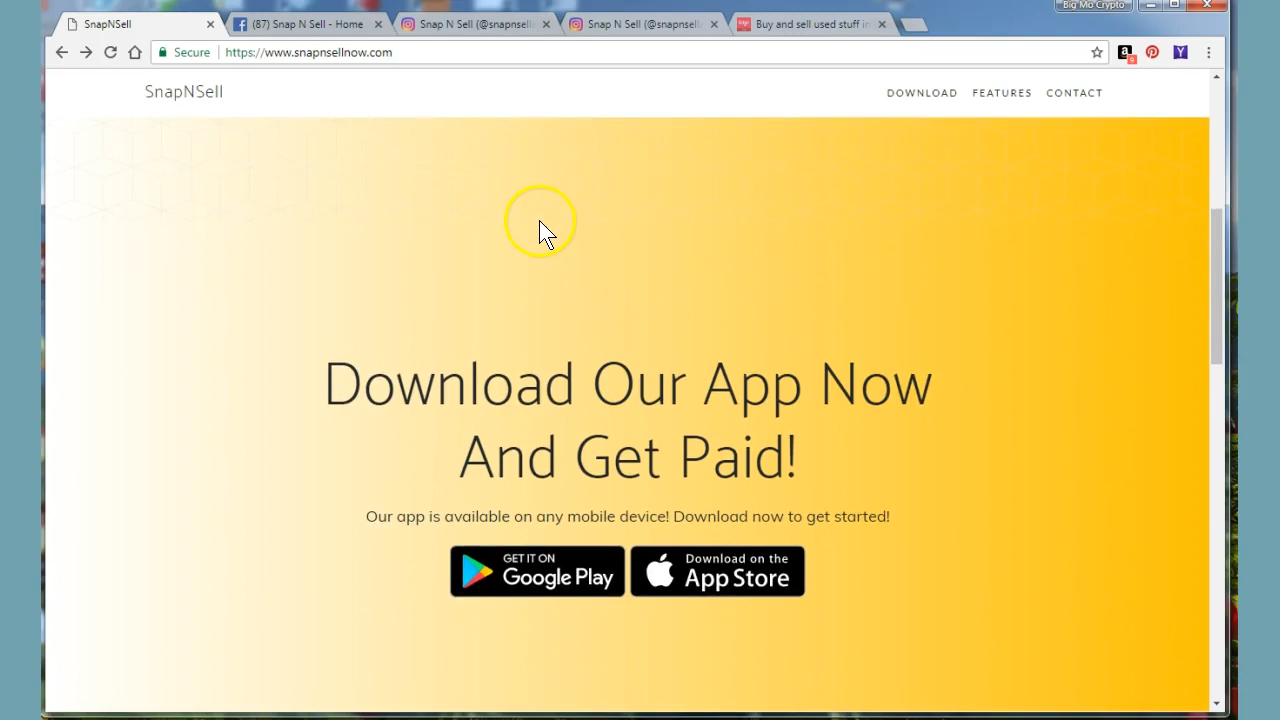 Big Mo Crypto
SnapNSell
(87) Snap N Sell - Home
Snap N Sell (@snapnsell
Snap N Sell (@snapnsell
Buy and sell used stuff in
Secure
https://www.snapnsellnow.com
SnapNSell
DOWNLOAD
FEATURES
CONTACT
Download Our App Now
And Get Paid!
Our app is available on any mobile device! Download now to get started!
GET IT ON
Google Play
Download on the
App Store